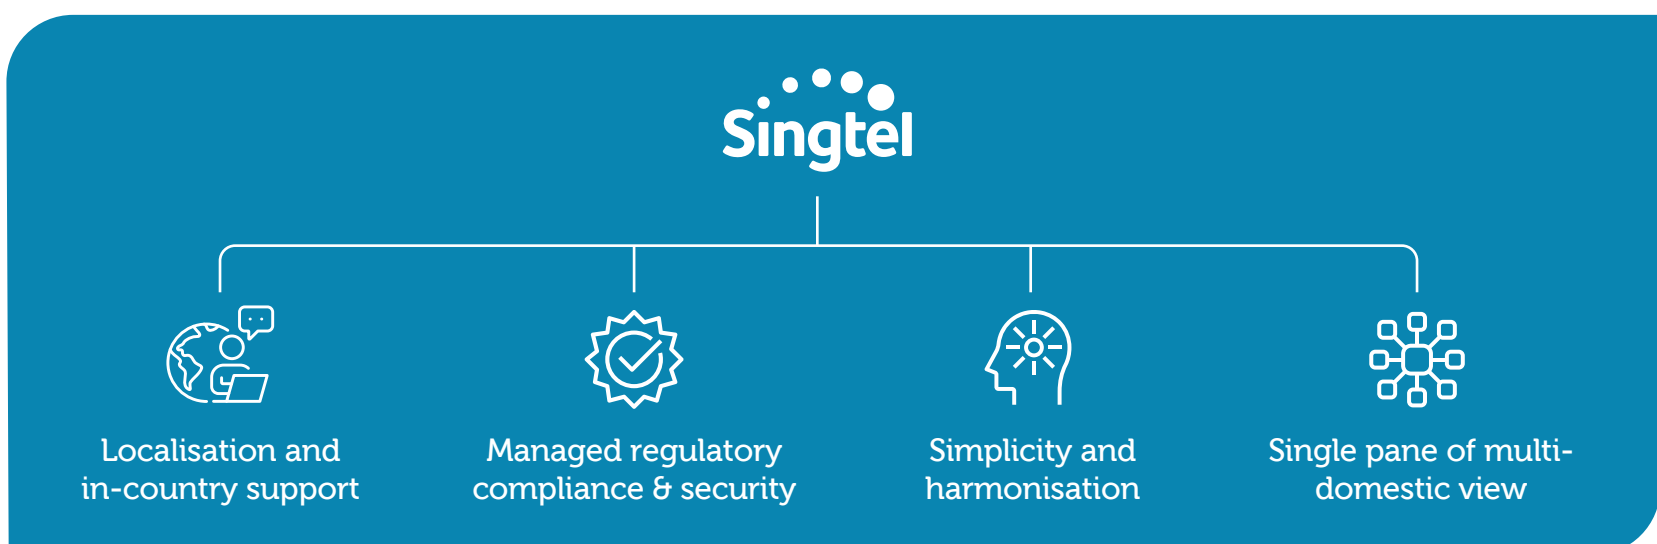 Singtel
Localisation and
in-country support
Managed regulatory
compliance & security
Simplicity and
harmonisation
Single pane of multi-
domestic view